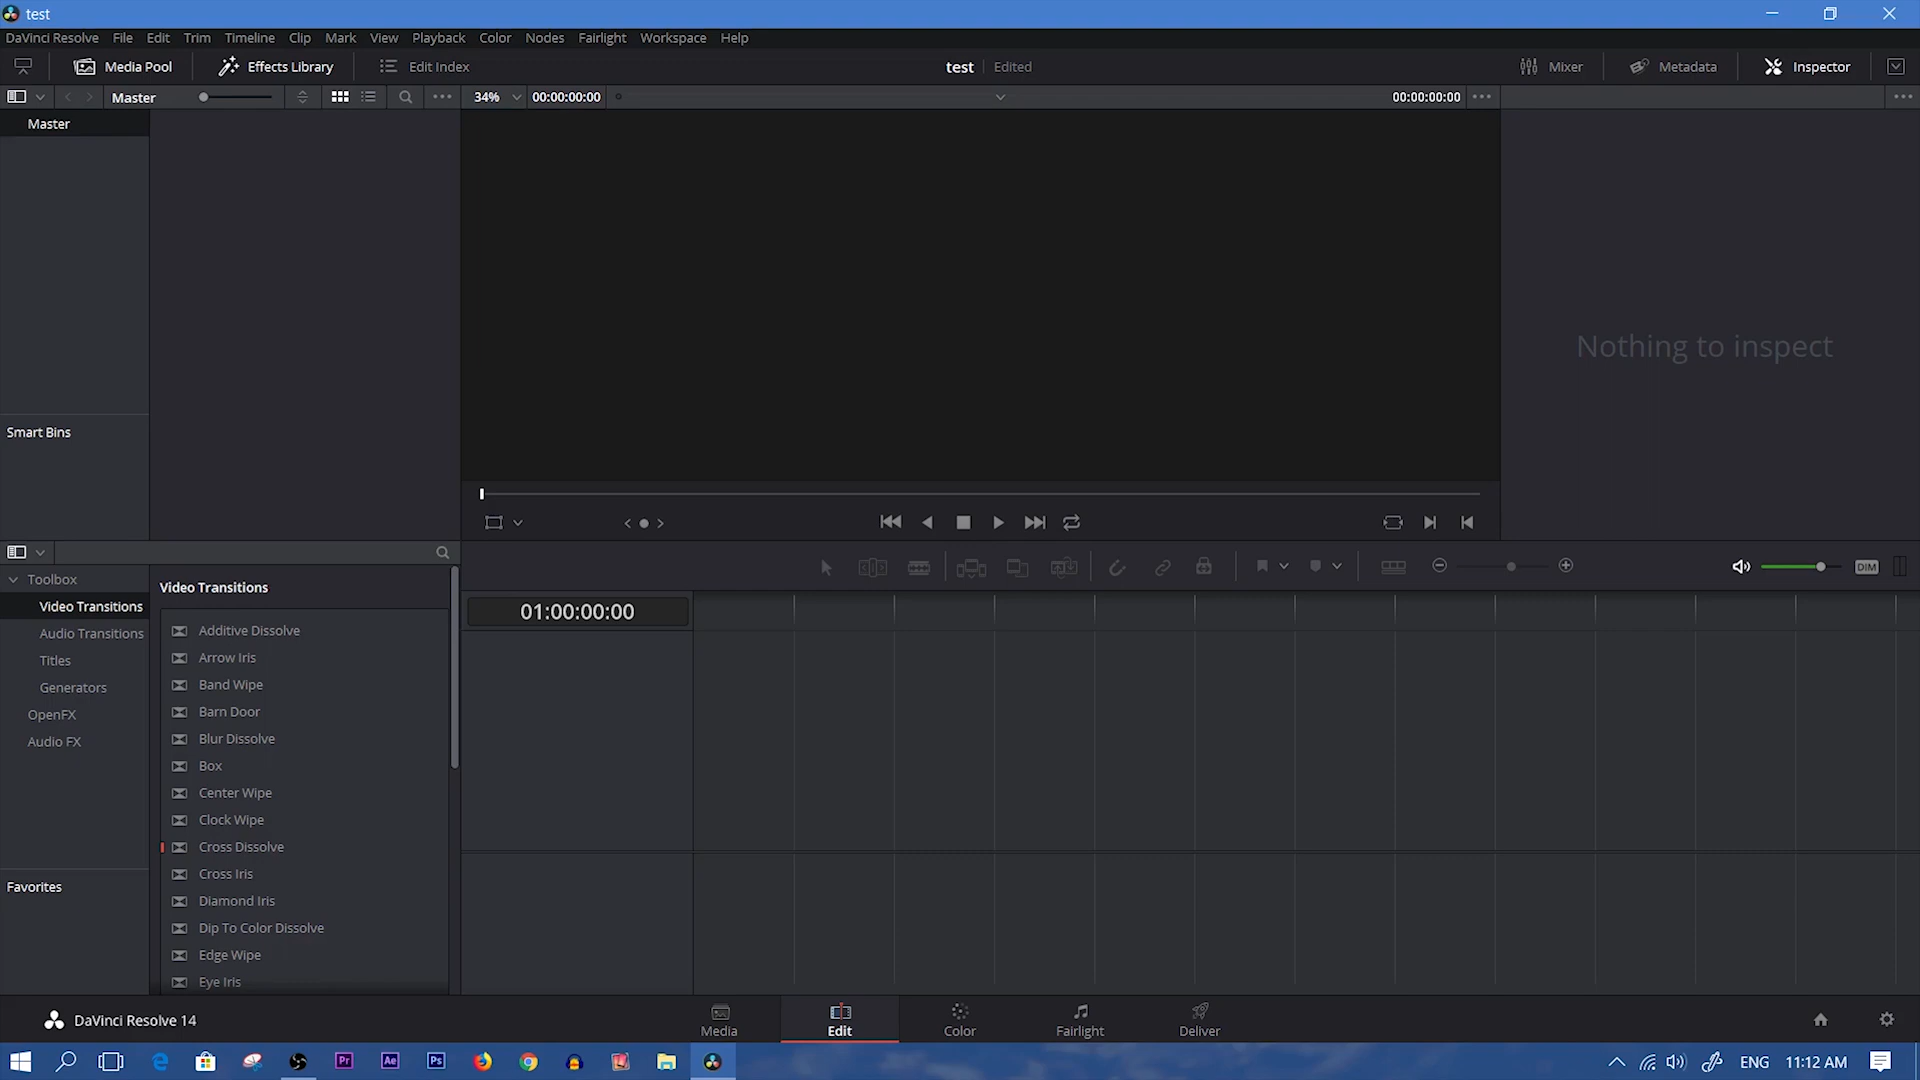 test
DaVinci Resolve File Edit Trim Timeline Clip Mark View Playback Color Nodes Fairlight Workspace Help
Media Pool Effects Library Edit Index test Edited Mixer Metadata Inspector
Master 34% 00:00:00:00 00:00:00:00
Master
Nothing to inspect
Smart Bins
DIM
Toolbox
Video Transitions
Audio Transitions
Titles
Generators
OpenFX
Audio FX
Favorites
Video Transitions
Additive Dissolve
Arrow Iris
Band Wipe
Barn Door
Blur Dissolve
Box
Center Wipe
Clock Wipe
Cross Dissolve
Cross Iris
Diamond Iris
Dip To Color Dissolve
Edge Wipe
Eye Iris
01:00:00:00
DaVinci Resolve 14
Media Edit Color Fairlight Deliver
Pr Ae Ps ENG 11:12 AM